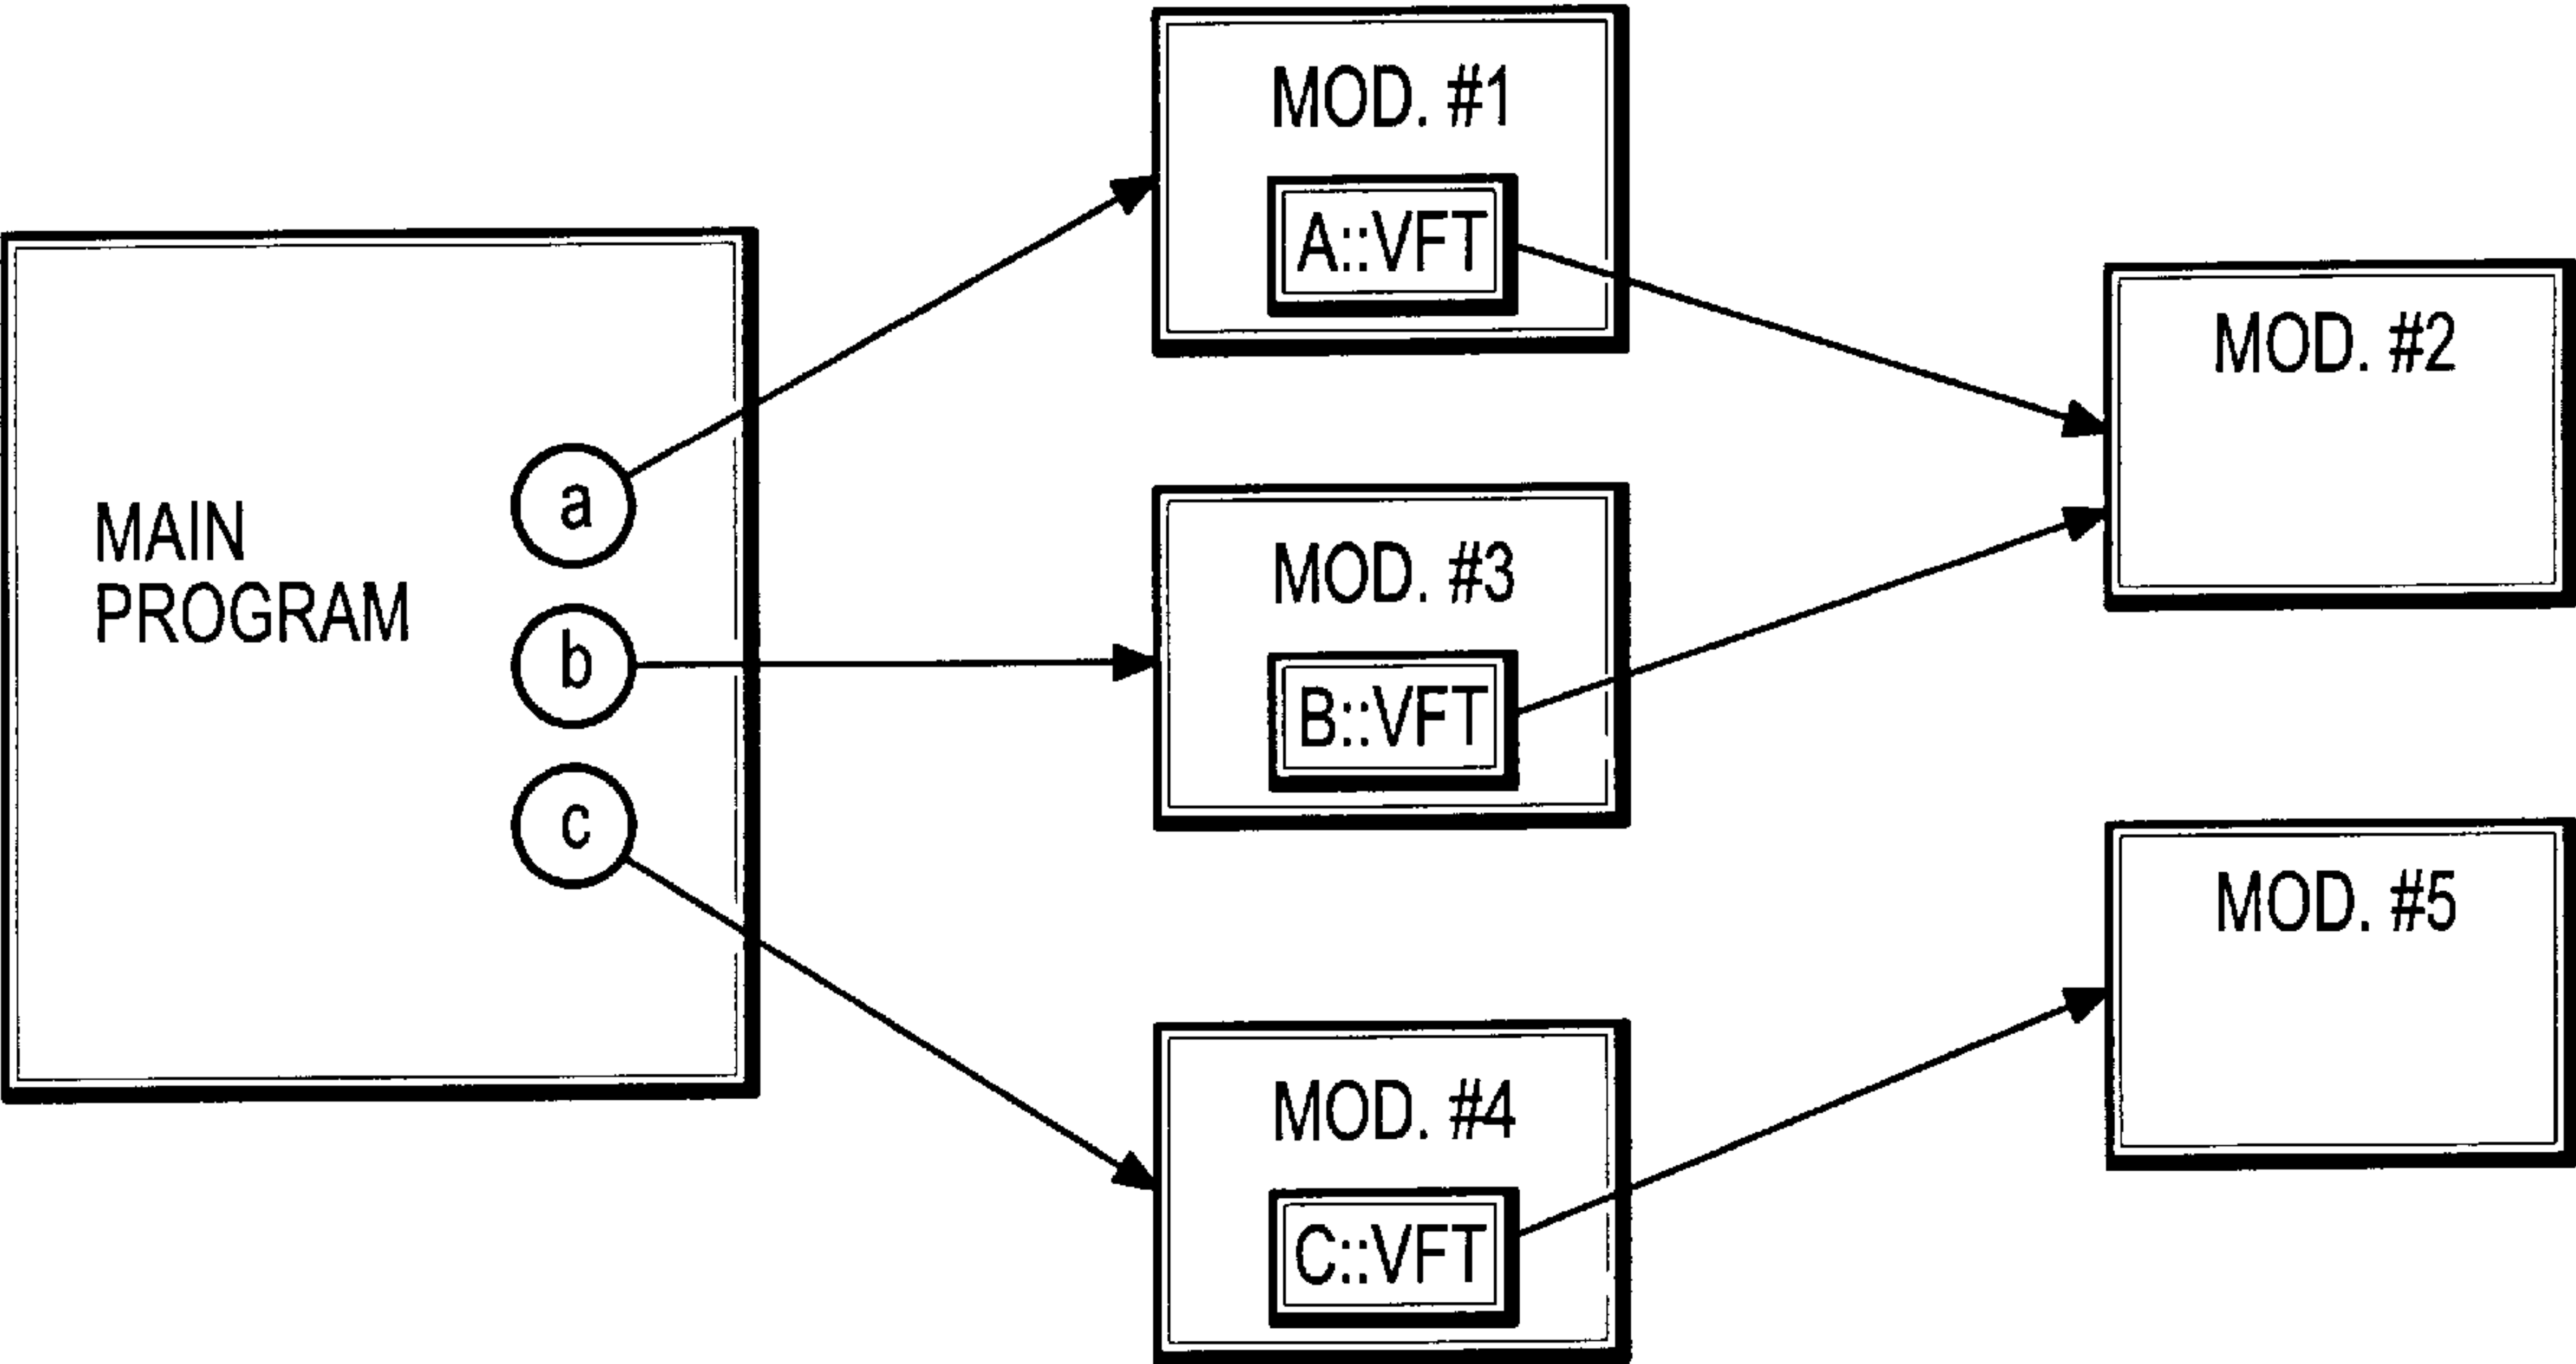 MAIN
PROGRAM
a
b
c
MOD. #1
A::VFT
MOD. #3
B::VFT
MOD. #4
C::VFT
MOD. #2
MOD. #5